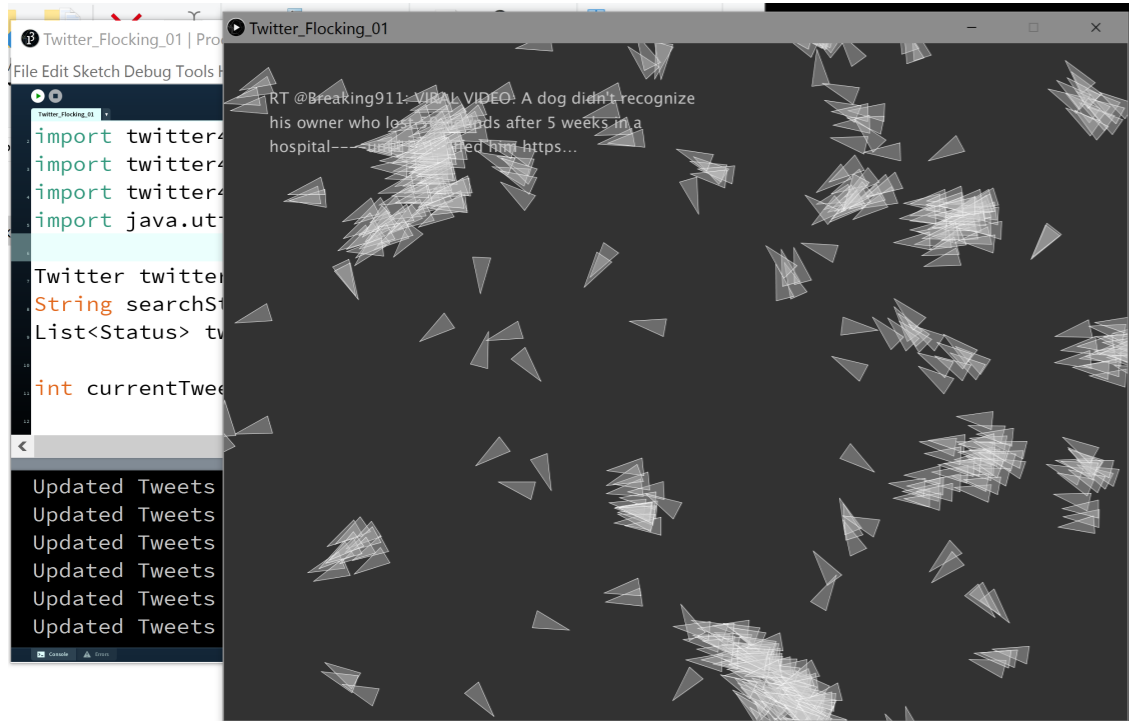 Twitter_Flocking_01 | Pro
Twitter_Flocking_01
File Edit Sketch Debug Tools H
Twitter_Flocking_01
import twitter4
import twitter4
import twitter4
import java.ut
Twitter twitter
String searchSt
List<Status> tw
int currentTwee
RT @Breaking911: VIRAL VIDEO: A dog didn't recognize
his owner who lost after 5 weeks in a
hospital---- him https...
Updated Tweets
Updated Tweets
Updated Tweets
Updated Tweets
Updated Tweets
Updated Tweets
Console Errors